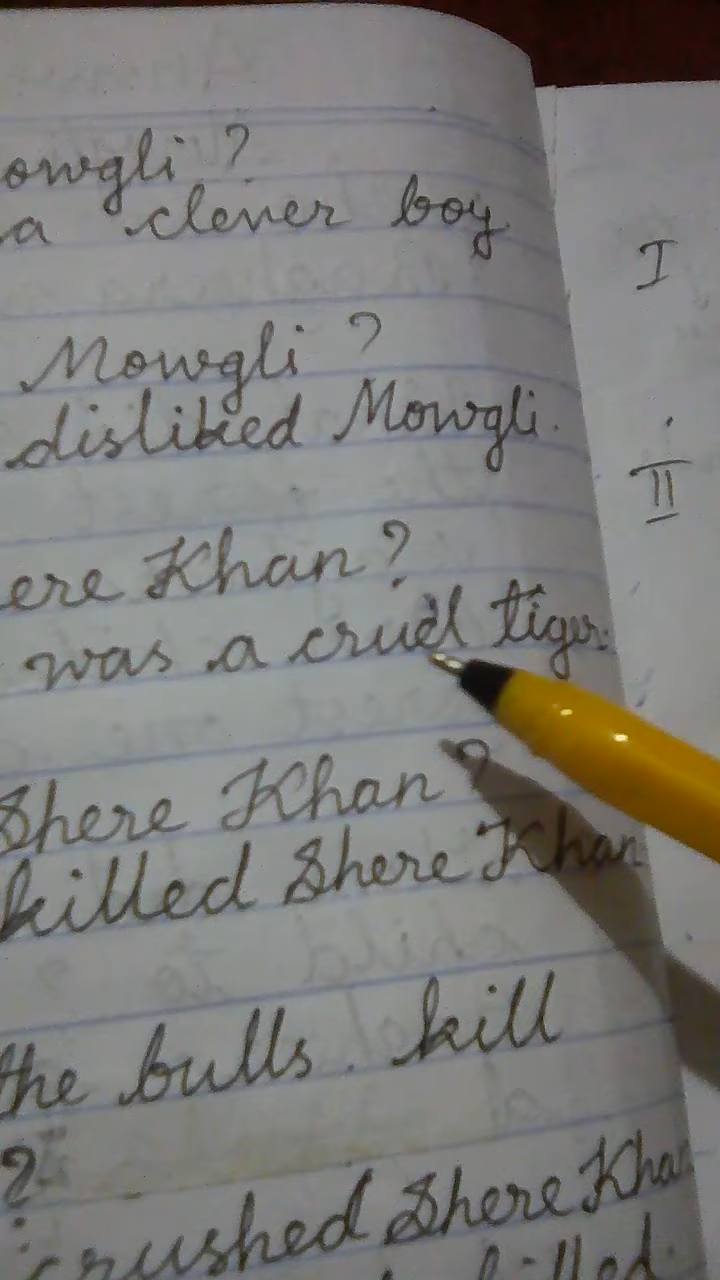 owgli ?
a clever boy
Mowgli ?
disliked Mowgli.
ere Khan ?
was a cruel tiger.
Shere Khan ?
killed Shere Khan
the bulls . kill
?
crushed Shere Khan
killed.
I
II